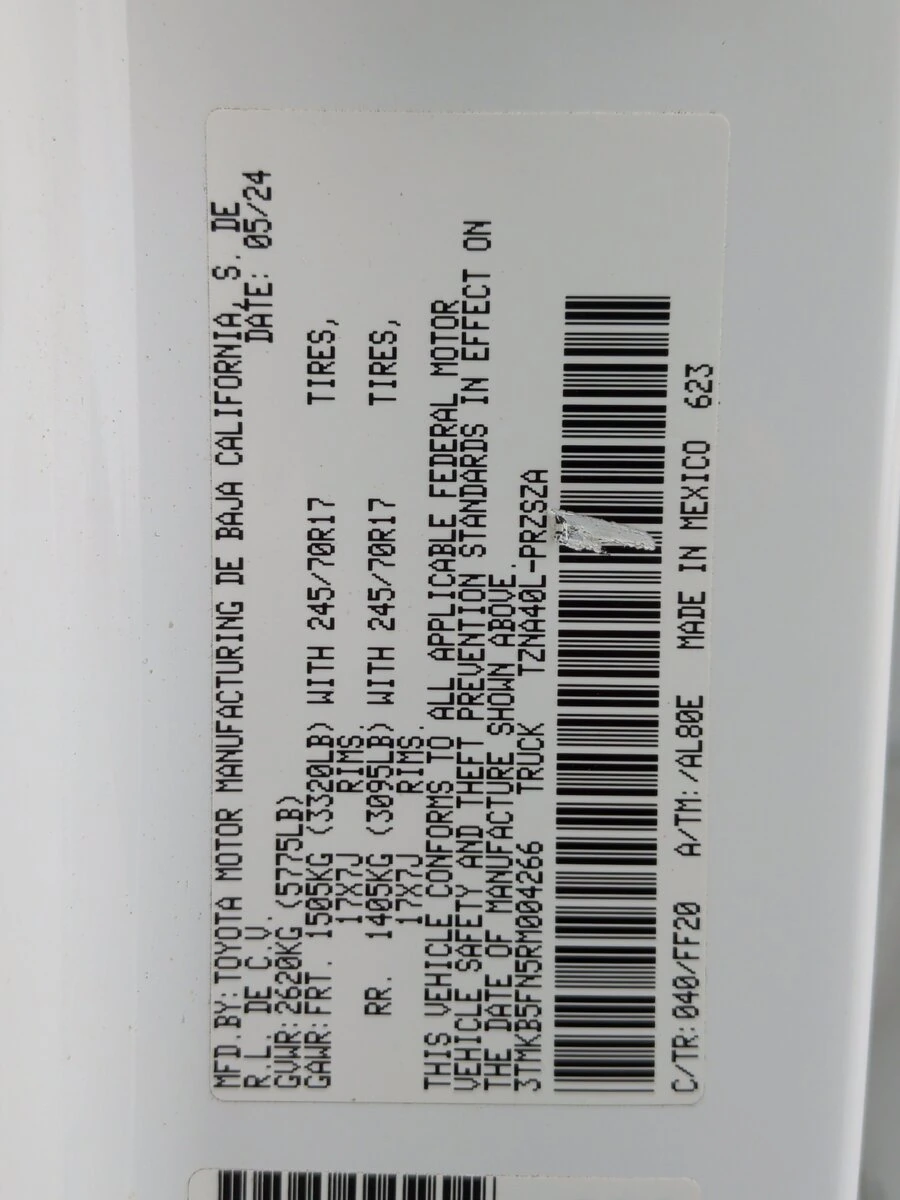 MFD.BY:TOYOTA MOTOR MANUFACTURING DE BAJA CALIFORNIA, S. DE
R.L. DE C.V. DATE: 05/24
GVWR:2620KG (5775LB)
GAWR:FRT. 1505KG (3320LB) WITH 245/70R17 TIRES,
17X7J RIMS.
RR. 1405KG (3095LB) WITH 245/70R17 TIRES,
17X7J RIMS.
THIS VEHICLE CONFORMS TO ALL APPLICABLE FEDERAL MOTOR
VEHICLE SAFETY AND THEFT PREVENTION STANDARDS IN EFFECT ON
THE DATE OF MANUFACTURE SHOWN ABOVE.
3TMKB5FN5RM004266 TRUCK TZNA40L-PRZSZA
C/TR:040/FF20 A/TM:/AL80E MADE IN MEXICO 623